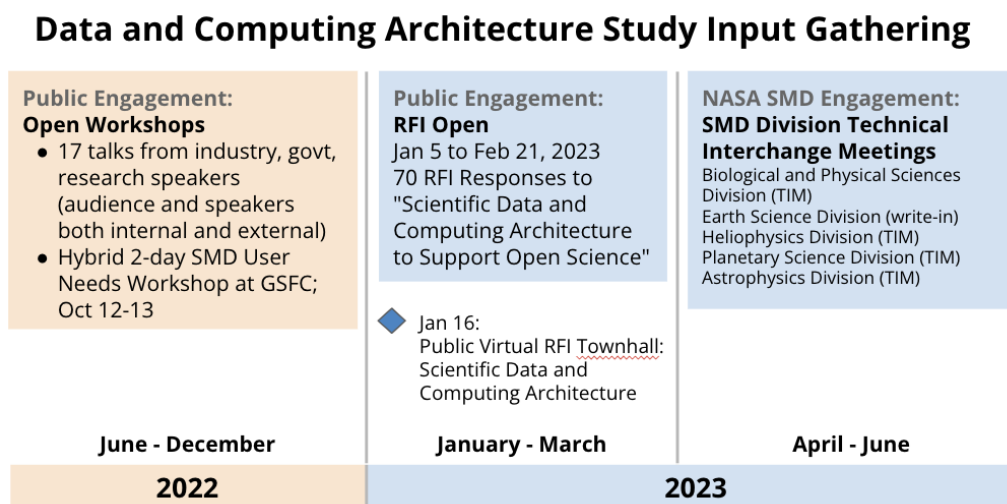 Data and Computing Architecture Study Input Gathering
Public Engagement:
Open Workshops
● 17 talks from industry, govt,
research speakers
(audience and speakers
both internal and external)
● Hybrid 2-day SMD User
Needs Workshop at GSFC;
Oct 12-13
June - December
2022
Public Engagement:
RFI Open
Jan 5 to Feb 21, 2023
70 RFI Responses to
"Scientific Data and
Computing Architecture
to Support Open Science"
Jan 16:
Public Virtual RFI Townhall:
Scientific Data and
Computing Architecture
January - March
NASA SMD Engagement:
SMD Division Technical
Interchange Meetings
Biological and Physical Sciences
Division (TIM)
Earth Science Division (write-in)
Heliophysics Division (TIM)
Planetary Science Division (TIM)
Astrophysics Division (TIM)
April - June
2023